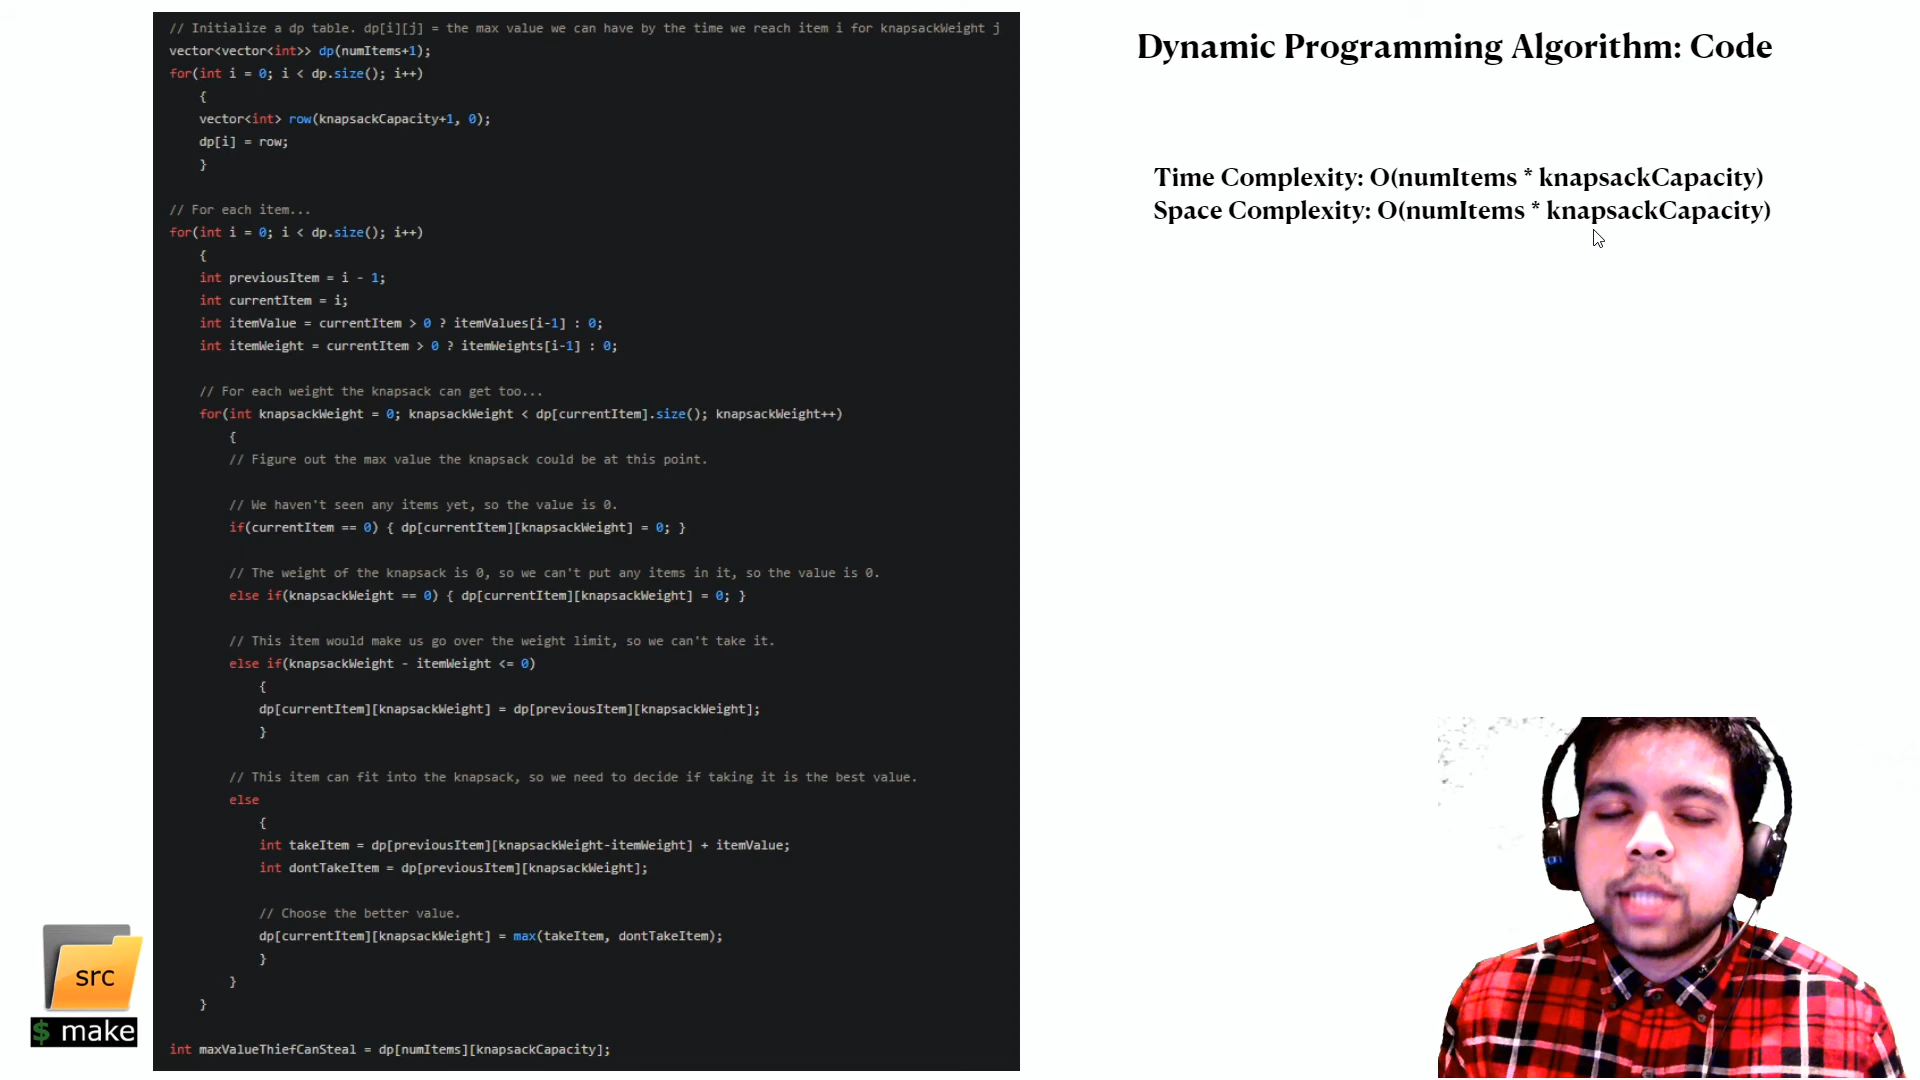 // Initialize a dp table. dp[i][j] = the max value we can have by the time we reach item i for knapsackWeight j
vector<vector<int>> dp(numItems+1);
for(int i = 0; i < dp.size(); i++)
{
vector<int> row(knapsackCapacity+1, 0);
dp[i] = row;
}
// For each item...
for(int i = 0; i < dp.size(); i++)
{
int previousItem = i - 1;
int currentItem = i;
int itemValue = currentItem > 0 ? itemValues[i-1] : 0;
int itemWeight = currentItem > 0 ? itemWeights[i-1] : 0;
// For each weight the knapsack can get too...
for(int knapsackWeight = 0; knapsackWeight < dp[currentItem].size(); knapsackWeight++)
{
// Figure out the max value the knapsack could be at this point.
// We haven't seen any items yet, so the value is 0.
if(currentItem == 0) { dp[currentItem][knapsackWeight] = 0; }
// The weight of the knapsack is 0, so we can't put any items in it, so the value is 0.
else if(knapsackWeight == 0) { dp[currentItem][knapsackWeight] = 0; }
// This item would make us go over the weight limit, so we can't take it.
else if(knapsackWeight - itemWeight <= 0)
{
dp[currentItem][knapsackWeight] = dp[previousItem][knapsackWeight];
}
// This item can fit into the knapsack, so we need to decide if taking it is the best value.
else
{
int takeItem = dp[previousItem][knapsackWeight-itemWeight] + itemValue;
int dontTakeItem = dp[previousItem][knapsackWeight];
// Choose the better value.
dp[currentItem][knapsackWeight] = max(takeItem, dontTakeItem);
}
}
}
int maxValueThiefCanSteal = dp[numItems][knapsackCapacity];
Dynamic Programming Algorithm: Code
Time Complexity: O(numItems * knapsackCapacity)
Space Complexity: O(numItems * knapsackCapacity)
src
$ make